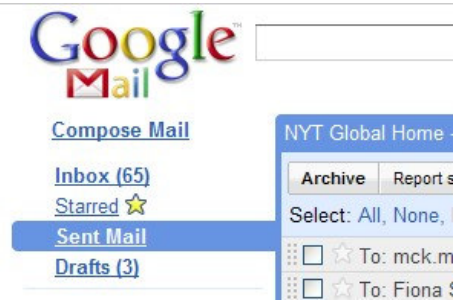 Google™
Mail
Compose Mail
NYT Global Home -
Inbox (65)
Archive Report s
Starred
Select: All, None,
Sent Mail
To: mck.m
Drafts (3)
To: Fiona S